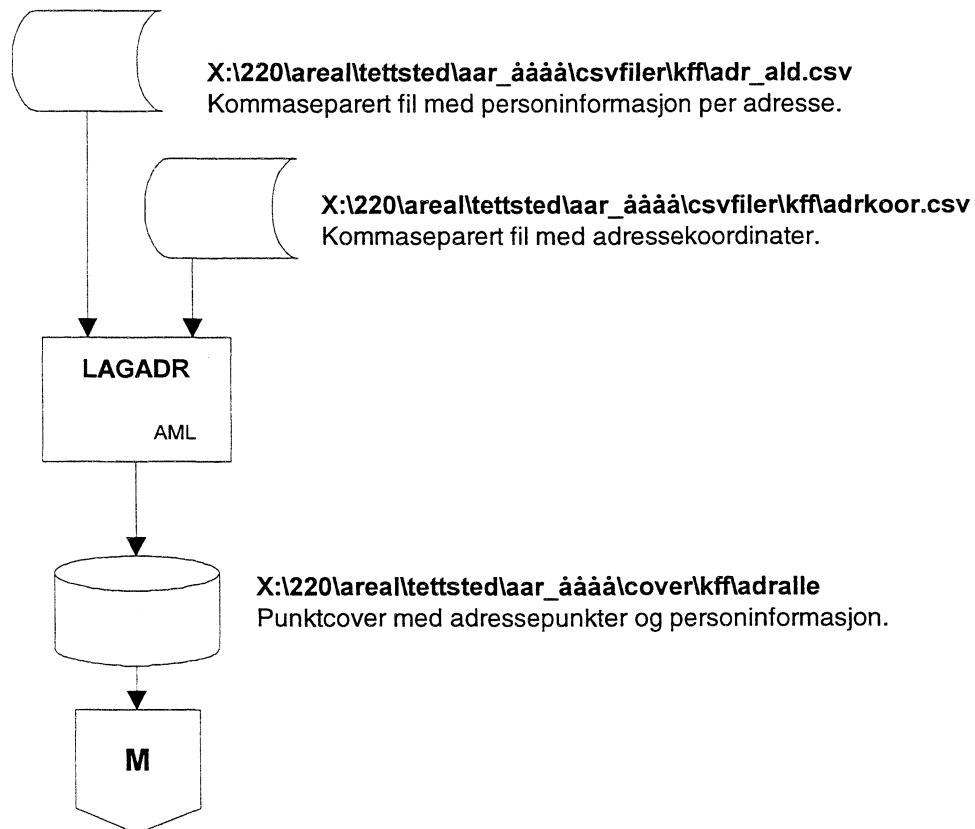 X:\220\areal\tettsted\aar_åååå\csvfiler\kff\adr_ald.csv
Kommaseparert fil med personinformasjon per adresse.
X:\220\areal\tettsted\aar_åååå\csvfiler\kff\adrkoor.csv
Kommaseparert fil med adressekoordinater.
LAGADR
AML
X:\220\areal\tettsted\aar_åååå\cover\kff\adralle
Punktcover med adressepunkter og personinformasjon.
M